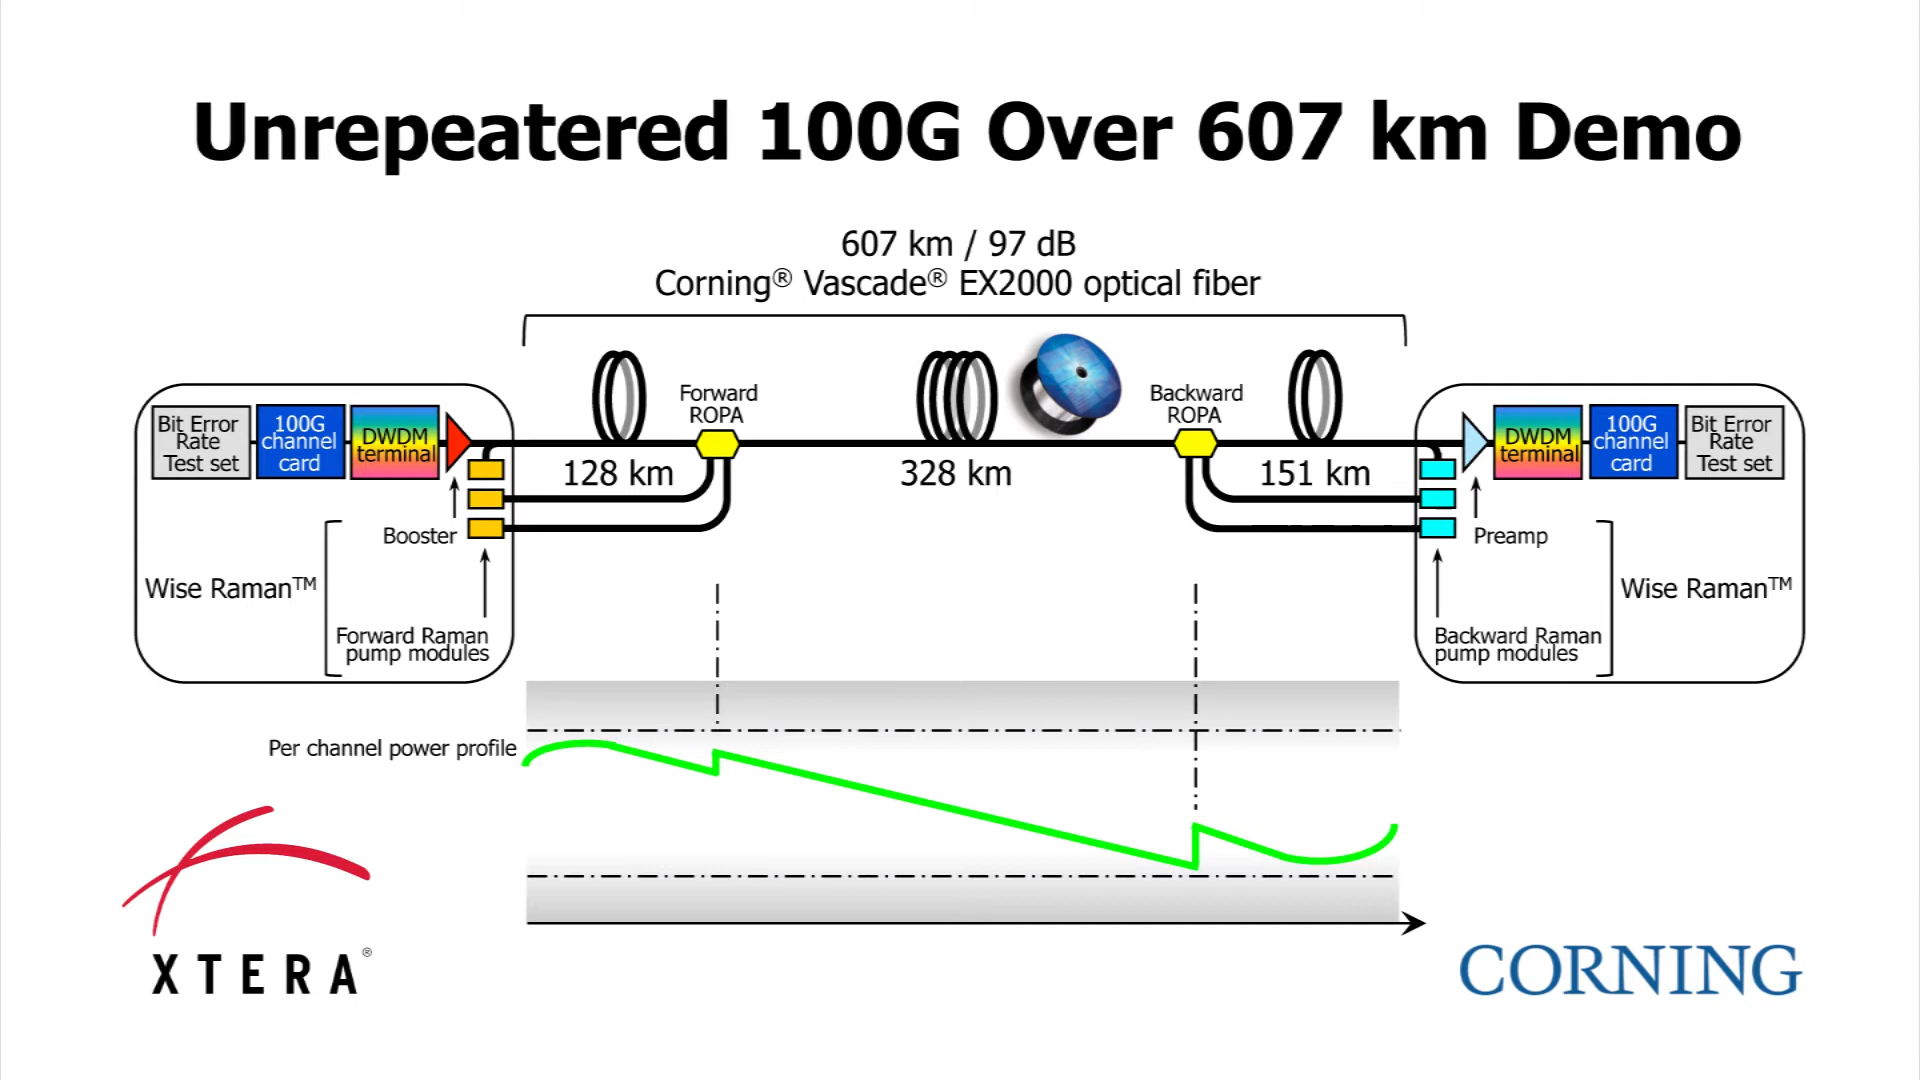 Unrepeatered 100G Over 607 km Demo
607 km / 97 dB
Corning® Vascade® EX2000 optical fiber
Forward
ROPA
Backward
ROPA
Bit Error
Rate
Test set
100G
channel
card
DWDM
terminal
128 km
328 km
151 km
DWDM
terminal
100G
channel
card
Bit Error
Rate
Test set
Booster
Preamp
Wise Raman™
Wise Raman™
Forward Raman
pump modules
Backward Raman
pump modules
Per channel power profile
XTERA®
CORNING